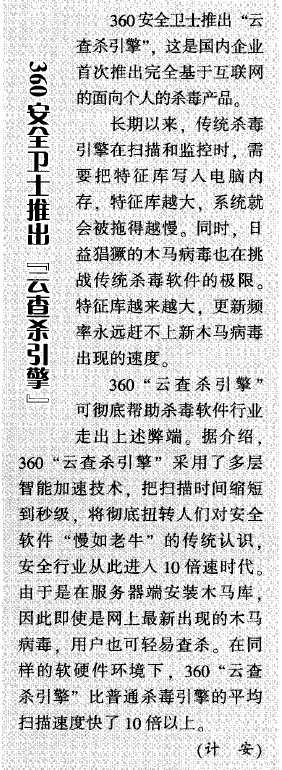 360安全卫士推出『云查杀引擎』
360安全卫士推出“云
查杀引擎”，这是国内企业
首次推出完全基于互联网
的面向个人的杀毒产品。
长期以来，传统杀毒
引擎在扫描和监控时，需
要把特征库写入电脑内
存，特征库越大，系统就
会被拖得越慢。同时，日
益猖獗的木马病毒也在挑
战传统杀毒软件的极限。
特征库越来越大，更新频
率永远赶不上新木马病毒
出现的速度。
360“云查杀引擎”
可彻底帮助杀毒软件行业
走出上述弊端。据介绍，
360“云查杀引擎”采用了多层
智能加速技术，把扫描时间缩短
到秒级，将彻底扭转人们对安全
软件“慢如老牛”的传统认识，
安全行业从此进入10倍速时代。
由于是在服务器端安装木马库，
因此即使是网上最新出现的木马
病毒，用户也可轻易查杀。在同
样的软硬件环境下，360“云查
杀引擎”比普通杀毒引擎的平均
扫描速度快了10倍以上。
（计　安）